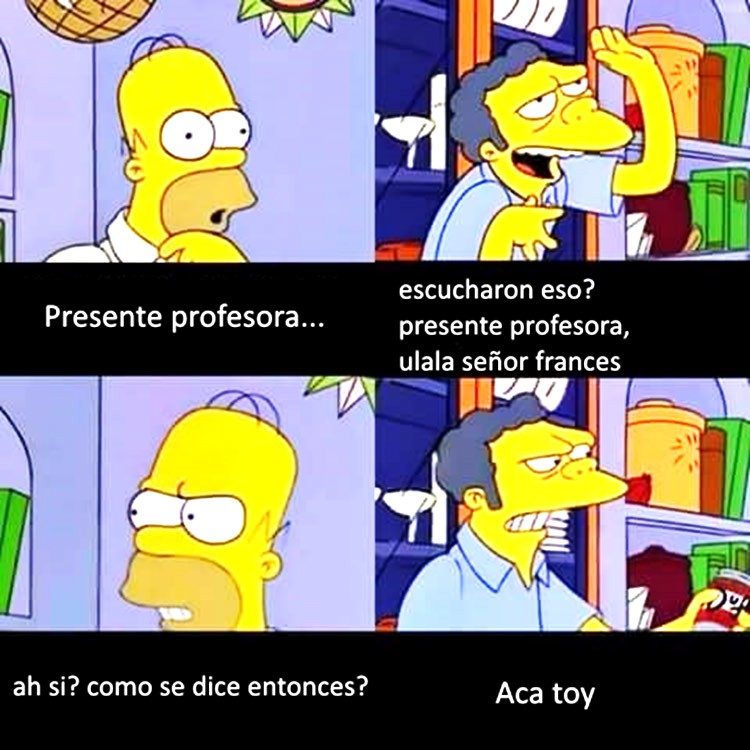 Presente profesora...
escucharon eso?
presente profesora,
ulala señor frances
ah si? como se dice entonces?
Aca toy